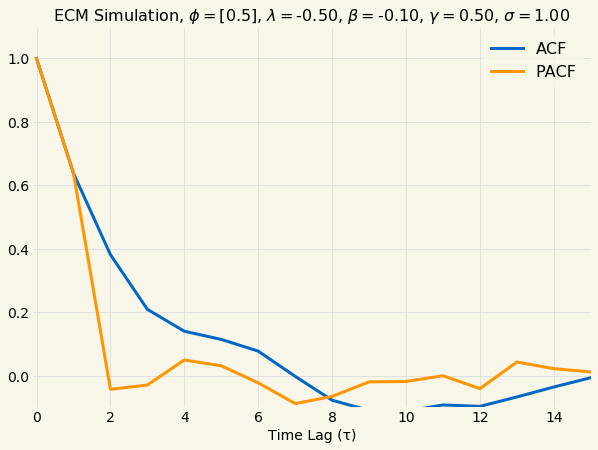 ECM Simulation, ϕ = [0.5], λ = -0.50, β = -0.10, γ = 0.50, σ = 1.00
ACF
PACF
1.0
0.8
0.6
0.4
0.2
0.0
0 2 4 6 8 10 12 14
Time Lag (τ)